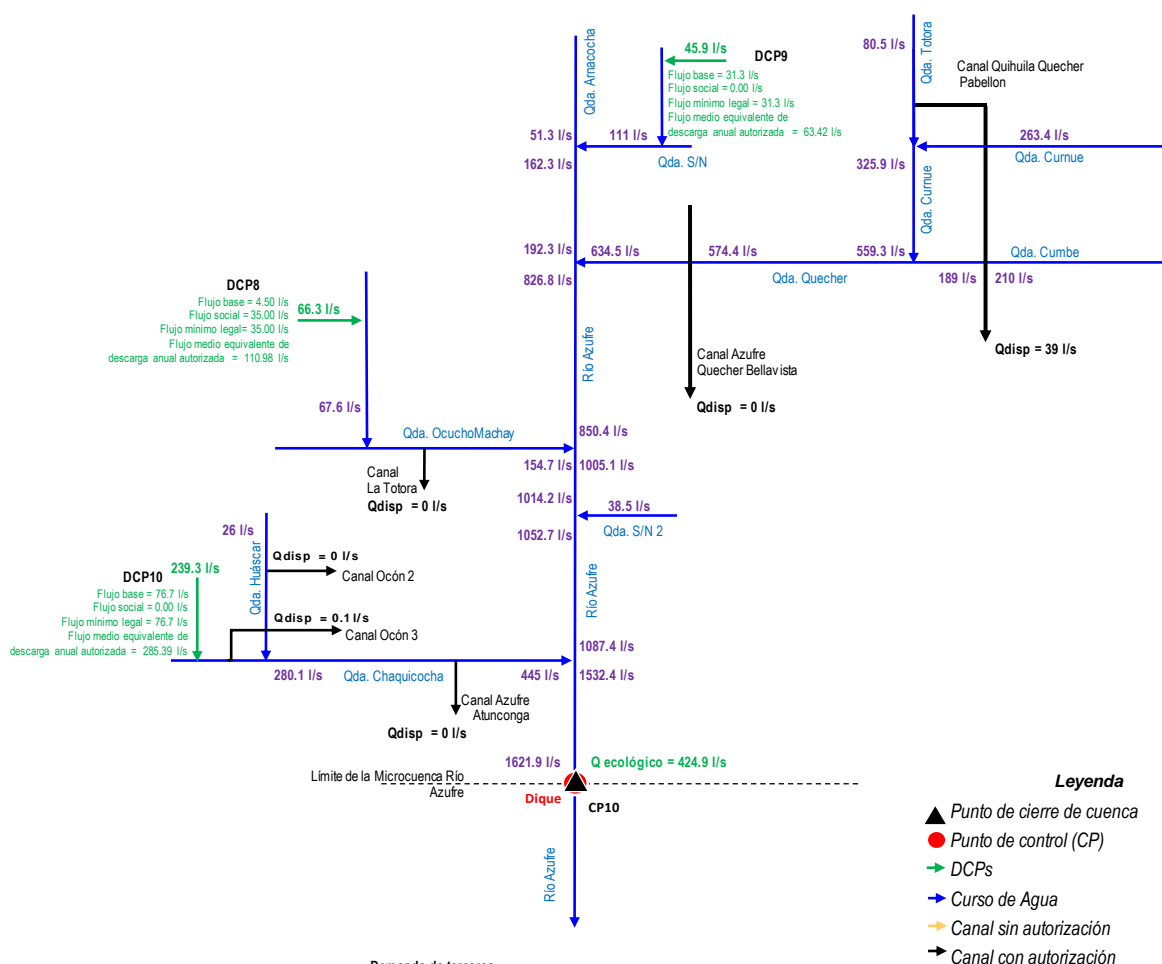 Qda. Arnacocha
45.9 l/s
DCP9
Flujo base = 31.3 l/s
Flujo social = 0.00 l/s
Flujo mínimo legal = 31.3 l/s
Flujo medio equivalente de
descarga anual autorizada = 63.42 l/s
80.5 l/s
Qda. Totora
Canal Quihuila Quecher
Pabellon
51.3 l/s
111 l/s
162.3 l/s
Qda. S/N
263.4 l/s
325.9 l/s
Qda. Curnue
Qda. Curnue
192.3 l/s
634.5 l/s
574.4 l/s
559.3 l/s
Qda. Cumbe
826.8 l/s
Qda. Quecher
189 l/s
210 l/s
DCP8
Flujo base = 4.50 l/s
Flujo social = 35.00 l/s
Flujo mínimo legal= 35.00 l/s
Flujo medio equivalente de
descarga anual autorizada = 110.98 l/s
66.3 l/s
Río Azufre
Canal Azufre
Quecher Bellavista
Qdisp = 0 l/s
Qdisp = 39 l/s
67.6 l/s
Qda. OcuchoMachay
850.4 l/s
154.7 l/s
1005.1 l/s
Canal
La Totora
Qdisp = 0 l/s
1014.2 l/s
38.5 l/s
1052.7 l/s
Qda. S/N 2
26 l/s
Qda. Huáscar
Qdisp = 0 l/s
Canal Ocón 2
DCP10
239.3 l/s
Flujo base = 76.7 l/s
Flujo social = 0.00 l/s
Flujo mínimo legal = 76.7 l/s
Flujo medio equivalente de
descarga anual autorizada = 285.39 l/s
Qdisp = 0.1 l/s
Canal Ocón 3
Río Azufre
1087.4 l/s
280.1 l/s
Qda. Chaquicocha
445 l/s
1532.4 l/s
Canal Azufre
Atunconga
Qdisp = 0 l/s
1621.9 l/s
Q ecológico = 424.9 l/s
Límite de la Microcuenca Río
Azufre
Dique
CP10
Río Azufre
Leyenda
Punto de cierre de cuenca
Punto de control (CP)
DCPs
Curso de Agua
Canal sin autorización
Canal con autorización
Demanda de terceros